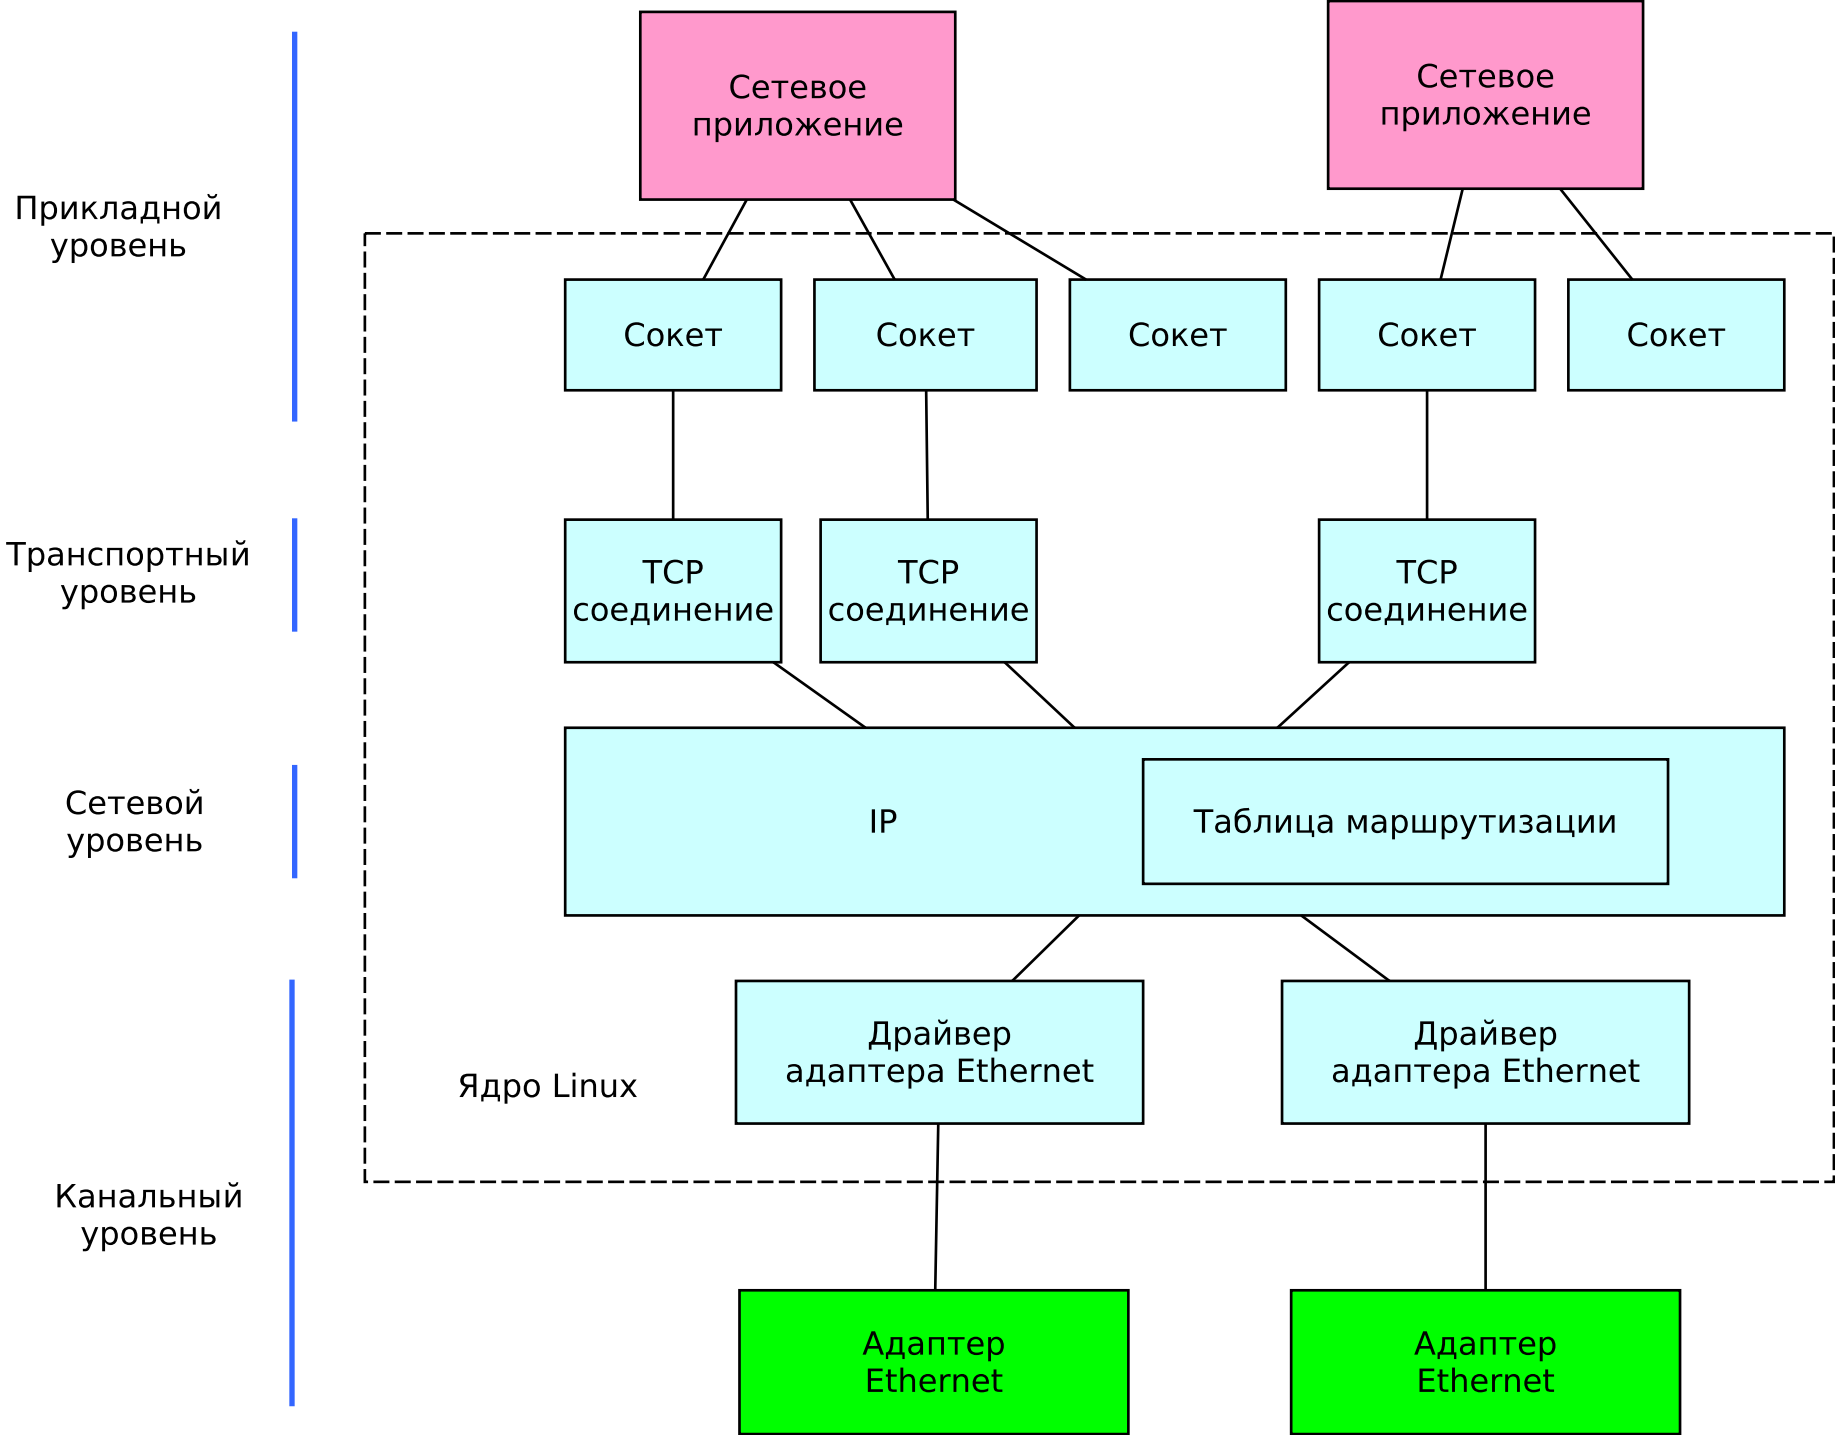 Сетевое
приложение
Сетевое
приложение
Прикладной
уровень
Сокет
Сокет
Сокет
Сокет
Сокет
Транспортный
уровень
TCP
соединение
TCP
соединение
TCP
соединение
Сетевой
уровень
IP
Таблица маршрутизации
Драйвер
адаптера Ethernet
Драйвер
адаптера Ethernet
Ядро Linux
Канальный
уровень
Адаптер
Ethernet
Адаптер
Ethernet